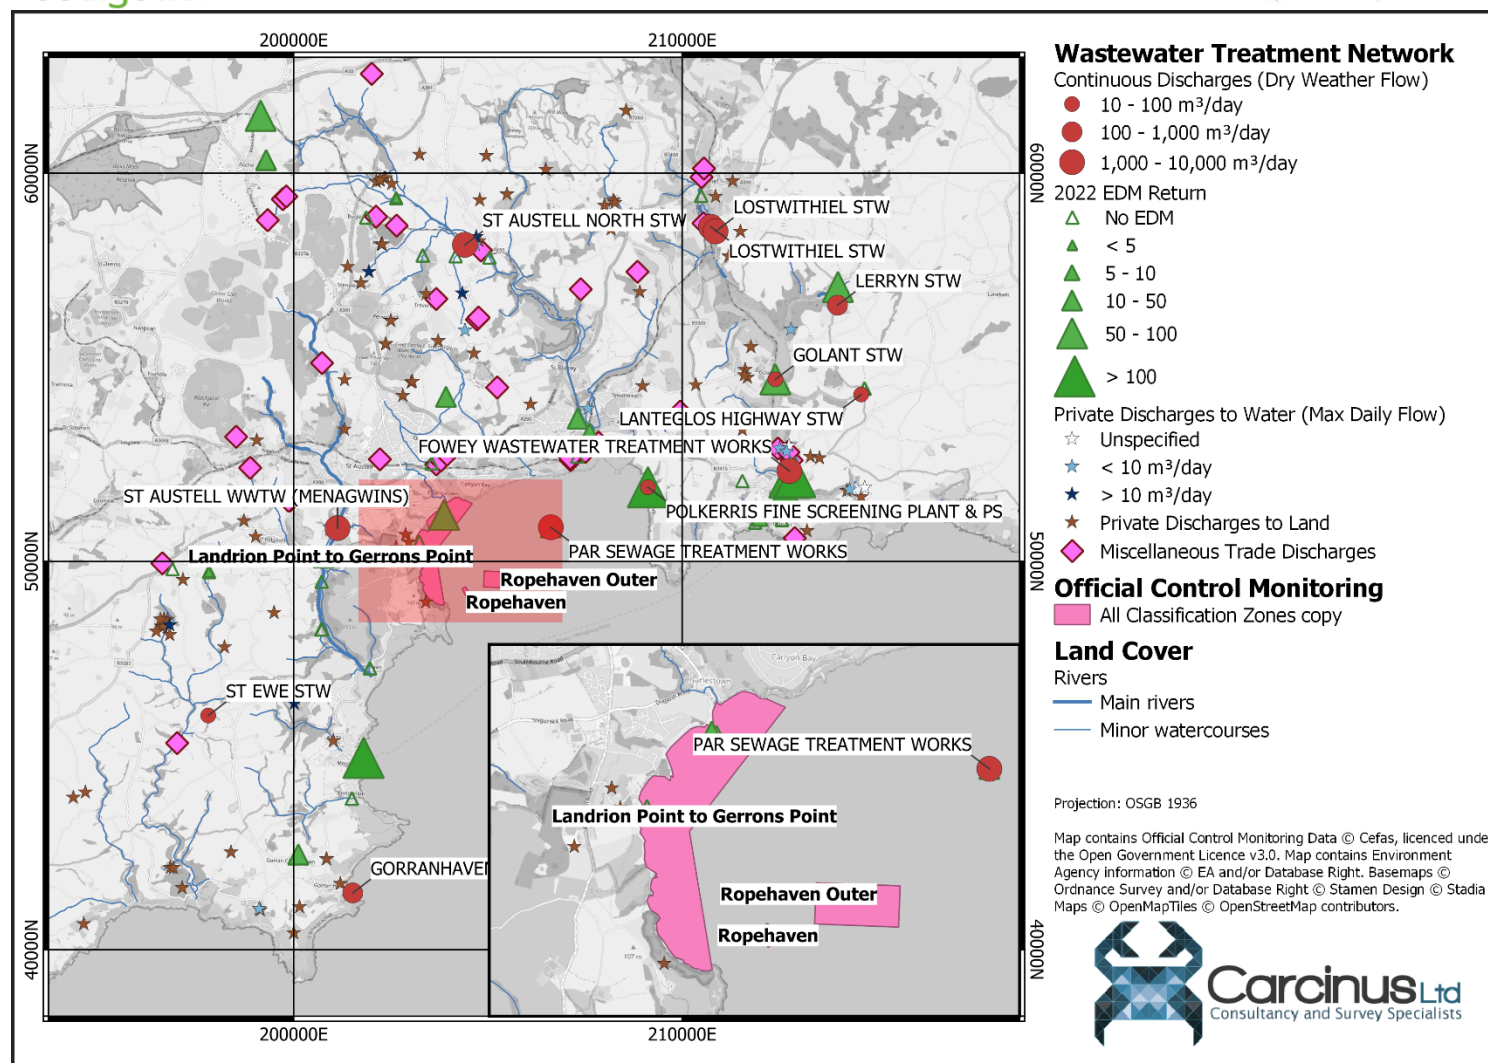 200000E
210000E
60000N
60000N
50000N
50000N
40000N
40000N
200000E
210000E
ST AUSTELL NORTH STW
LOSTWITHIEL STW
LOSTWITHIEL STW
LERRYN STW
GOLANT STW
LANTEGLOS HIGHWAY STW
FOWEY WASTEWATER TREATMENT WORKS
ST AUSTELL WWTW (MENAGWINS)
POLKERRIS FINE SCREENING PLANT & PS
PAR SEWAGE TREATMENT WORKS
Landrion Point to Gerrons Point
Ropehaven Outer
Ropehaven
ST EWE STW
GORRANHAVEN
Carlyon Bay
Charlestown
PAR SEWAGE TREATMENT WORKS
Landrion Point to Gerrons Point
Ropehaven Outer
Ropehaven
107 m
Wastewater Treatment Network
Continuous Discharges (Dry Weather Flow)
10 - 100 m³/day
100 - 1,000 m³/day
1,000 - 10,000 m³/day
2022 EDM Return
No EDM
< 5
5 - 10
10 - 50
50 - 100
> 100
Private Discharges to Water (Max Daily Flow)
Unspecified
< 10 m³/day
> 10 m³/day
Private Discharges to Land
Miscellaneous Trade Discharges
Official Control Monitoring
All Classification Zones copy
Land Cover
Rivers
Main rivers
Minor watercourses
Projection: OSGB 1936
Map contains Official Control Monitoring Data © Cefas, licenced unde
the Open Government Licence v3.0. Map contains Environment
Agency information © EA and/or Database Right. Basemaps ©
Ordnance Survey and/or Database Right © Stamen Design © Stadia
Maps © OpenMapTiles © OpenStreetMap contributors.
Carcinus Ltd
Consultancy and Survey Specialists